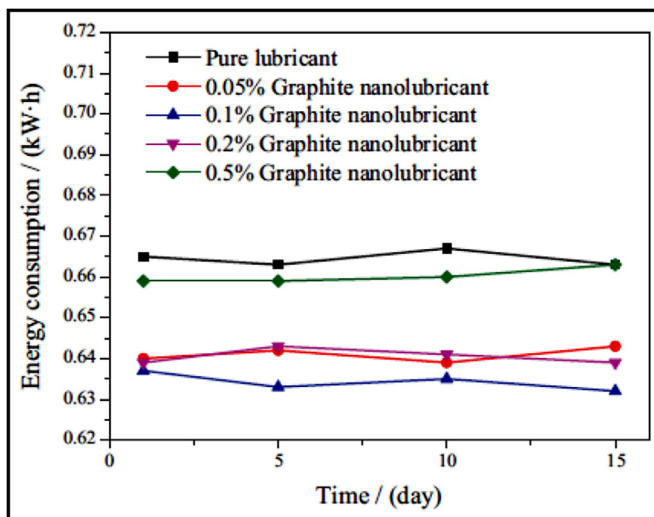 0.72
0.71
0.70
0.69
0.68
0.67
0.66
0.65
0.64
0.63
0.62
Energy consumption / (kW·h)
Pure lubricant
0.05% Graphite nanolubricant
0.1% Graphite nanolubricant
0.2% Graphite nanolubricant
0.5% Graphite nanolubricant
0 5 10 15
Time / (day)